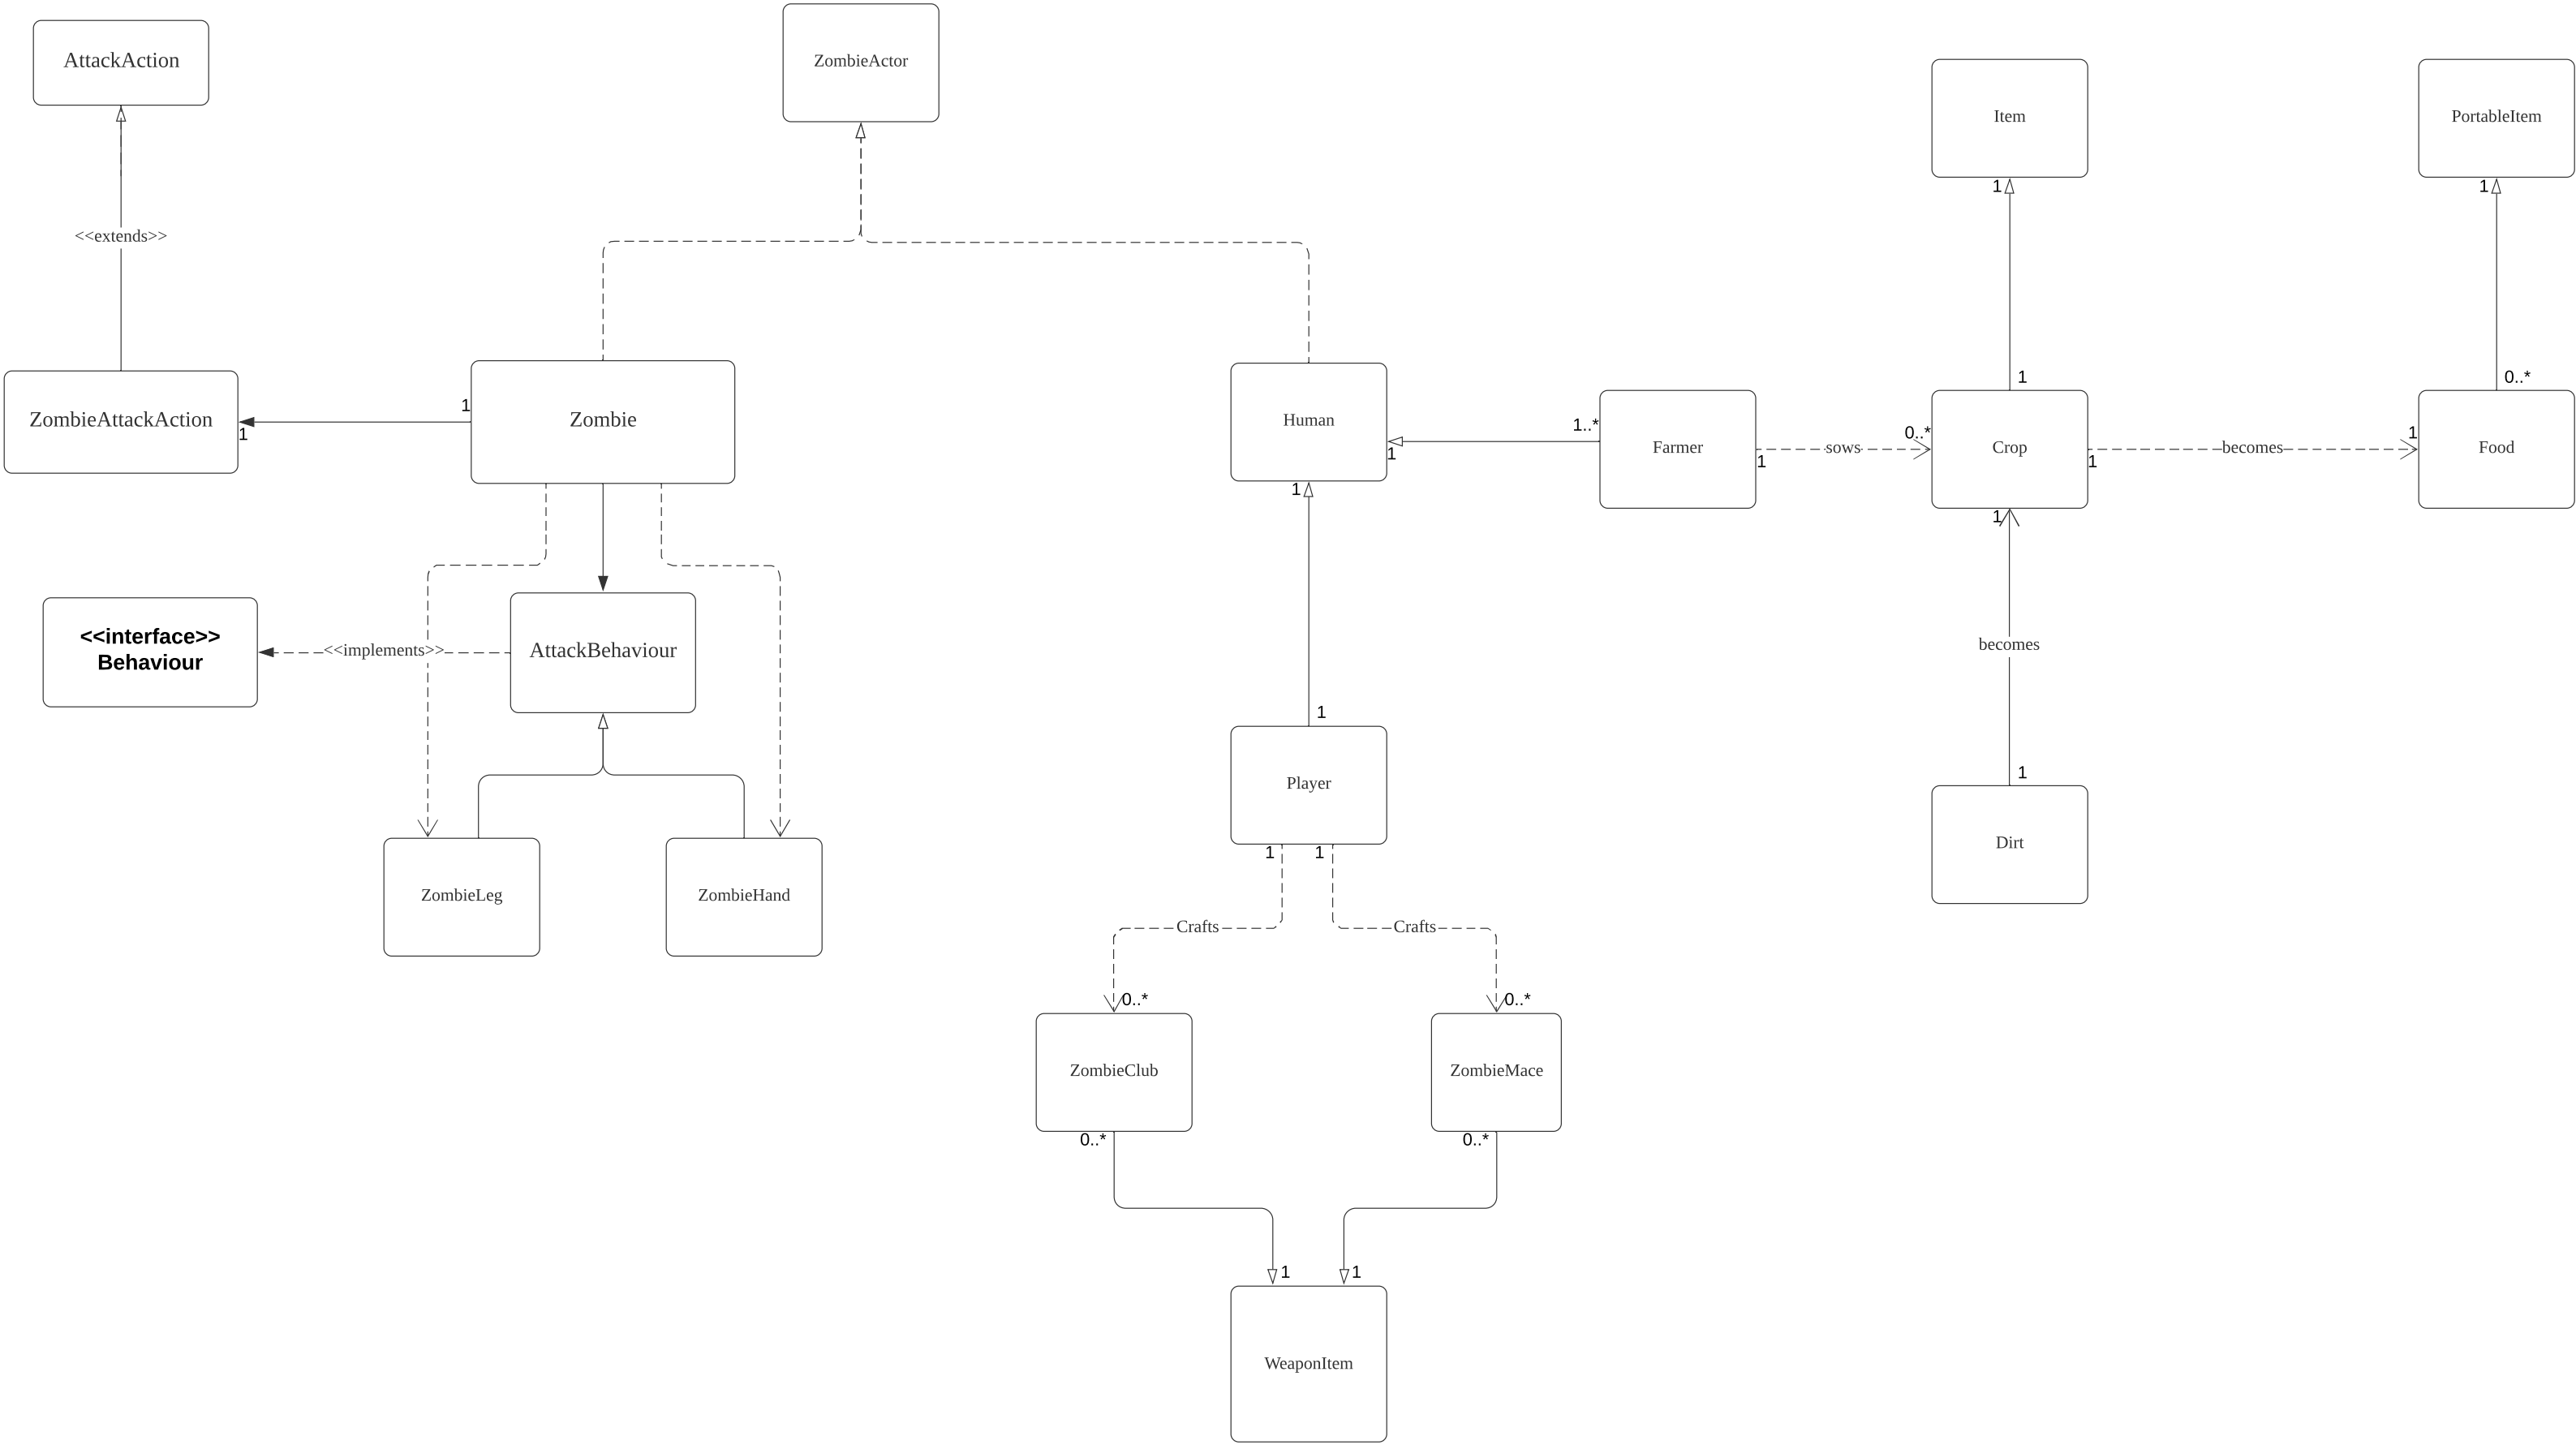 AttackAction
ZombieActor
Item
PortableItem
1
1
<<extends>>
1
0..*
ZombieAttackAction
1
1
Zombie
Human
1
1..*
Farmer
1
sows
0..*
Crop
1
becomes
1
Food
1
1
<<interface>>
Behaviour
<<implements>>
AttackBehaviour
becomes
1
1
Player
Dirt
1
1
ZombieLeg
ZombieHand
Crafts
Crafts
0..*
0..*
ZombieClub
ZombieMace
0..*
0..*
1
1
WeaponItem